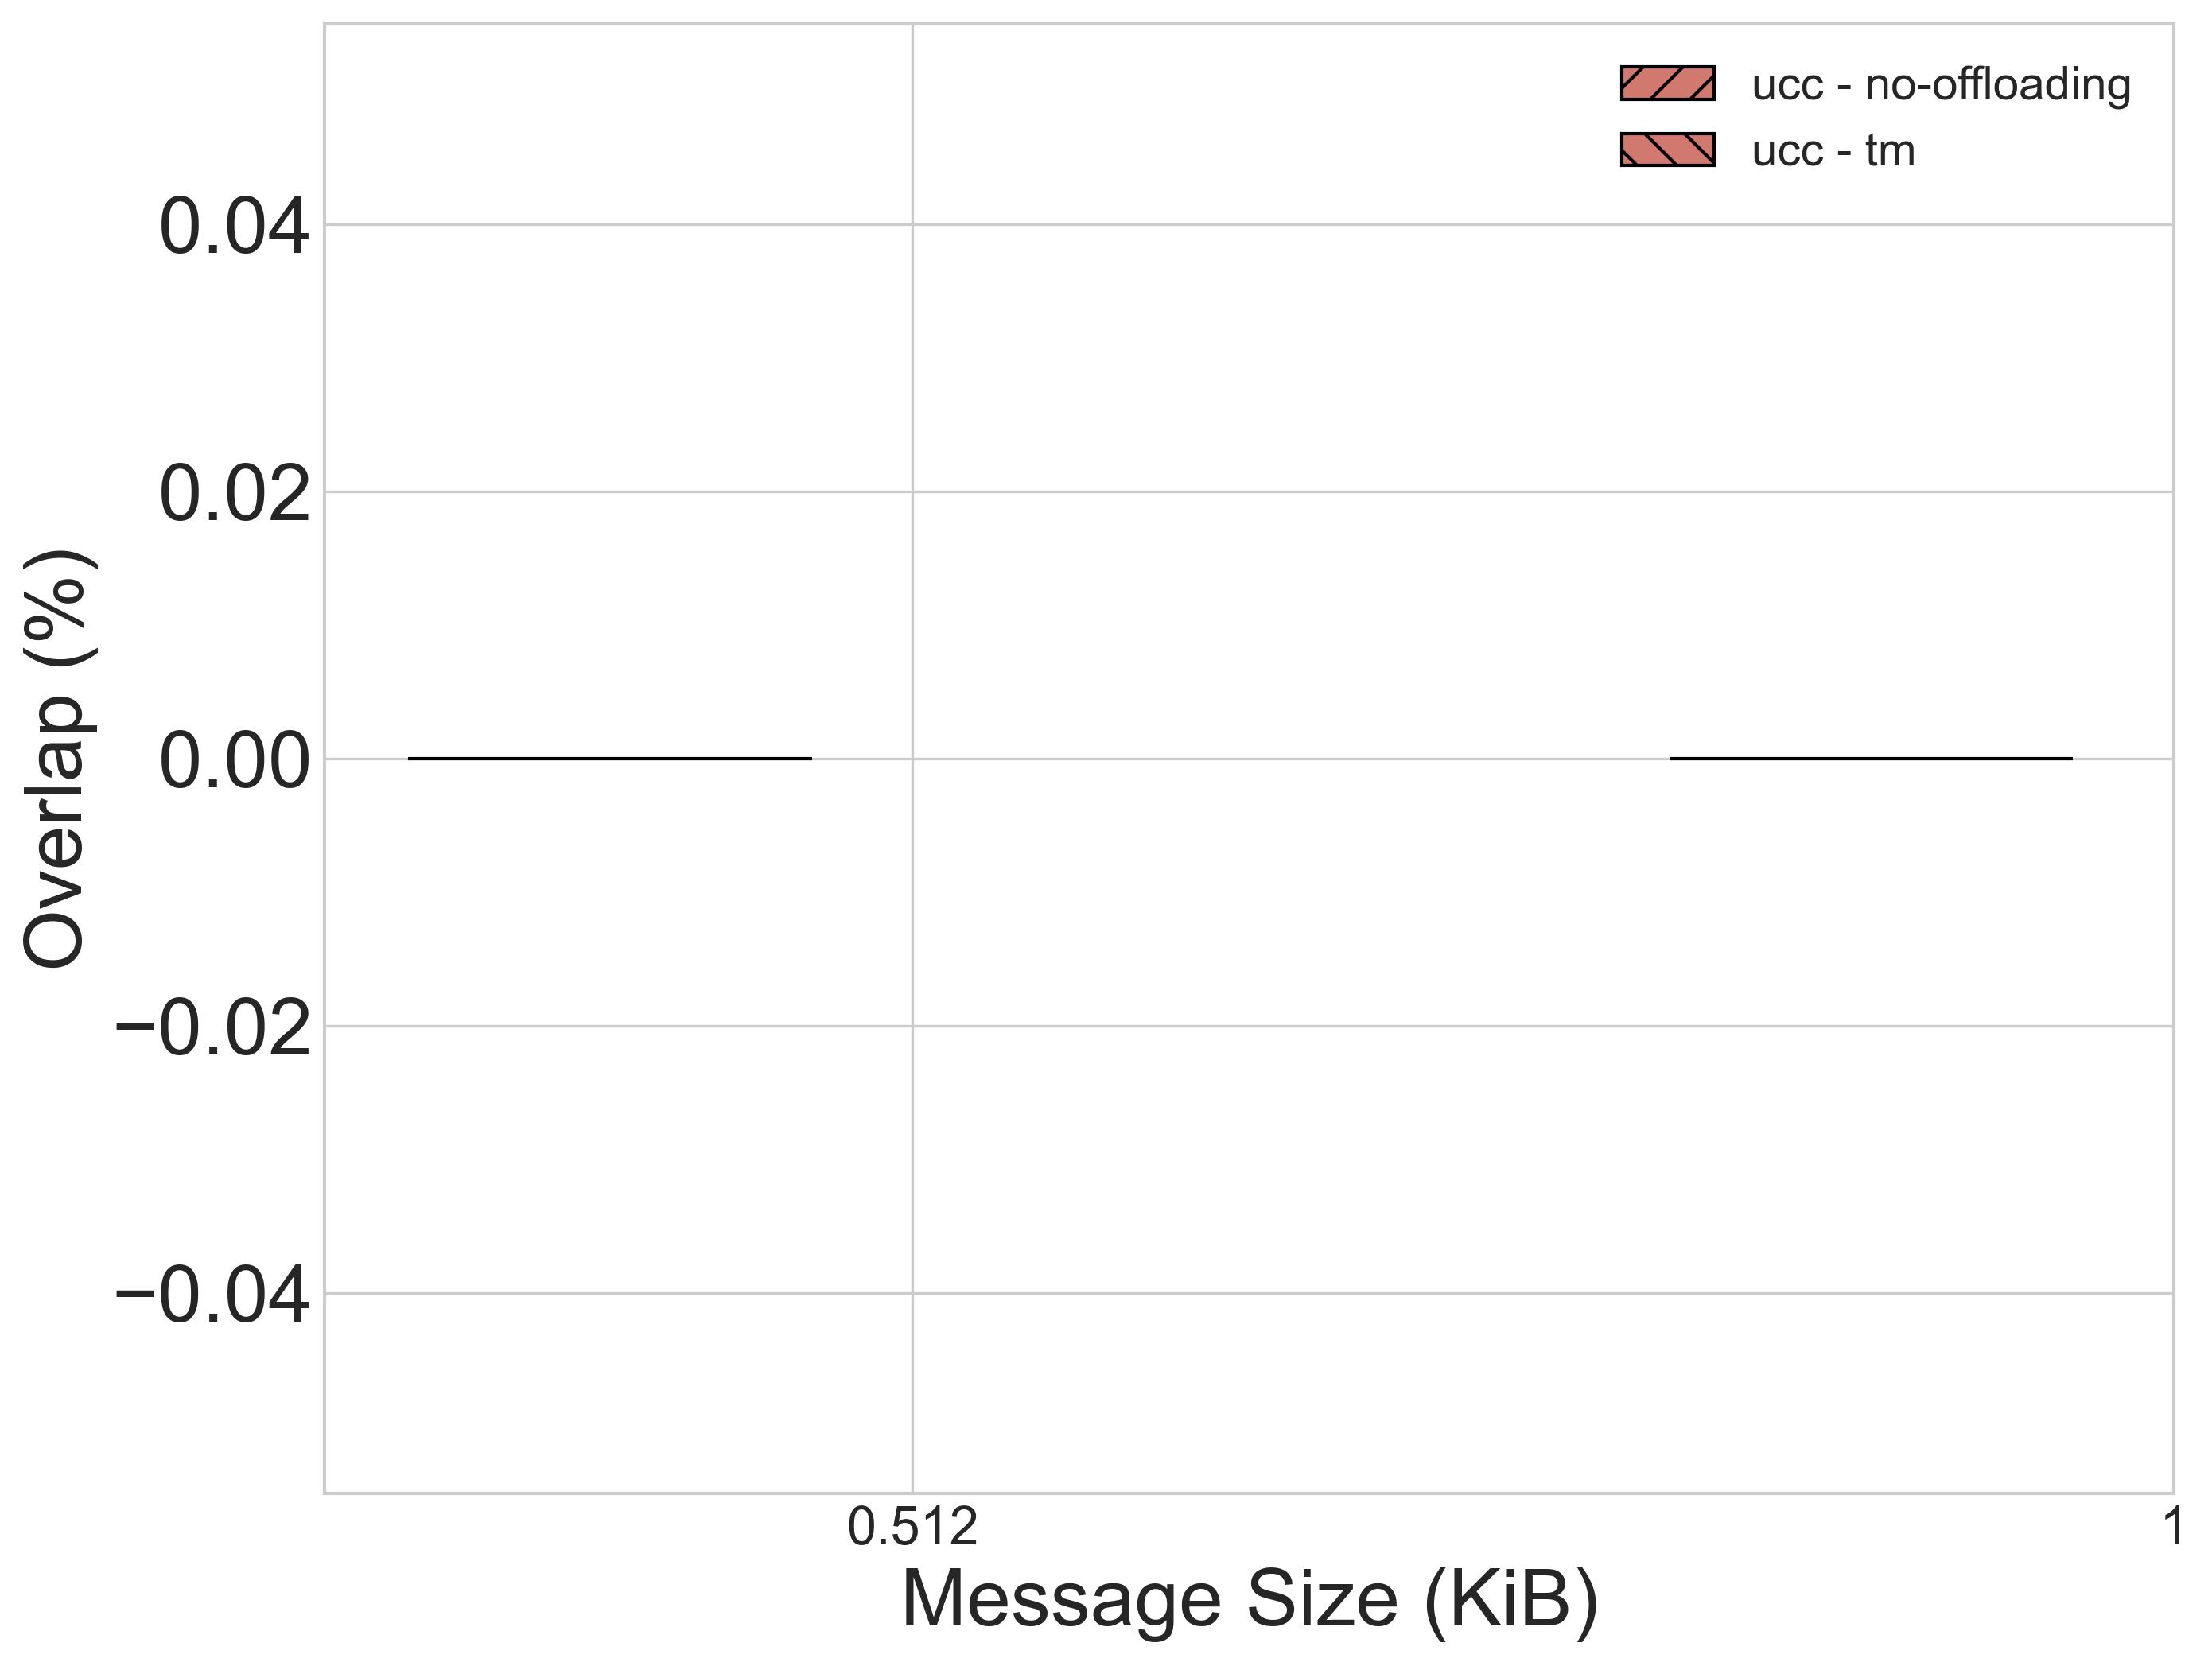 ucc - no-offloading
ucc - tm
0.04
0.02
0.00
−0.02
−0.04
Overlap (%)
0.512
1
Message Size (KiB)